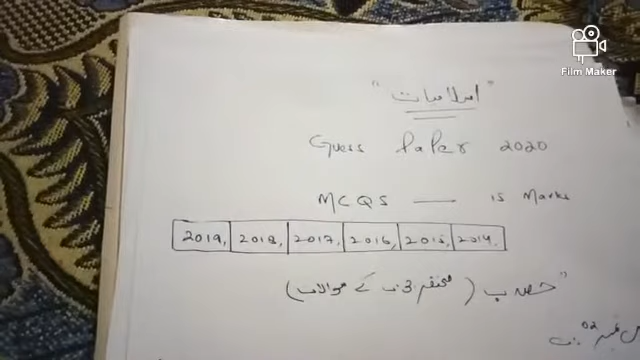 Film Maker
"اسلامیات"
Guess Paper 2020
MCQS — 15 Marks
2019, 2018, 2017, 2016, 2015, 2014,
"حصہ ب (مختصر جواب کے سوالات)